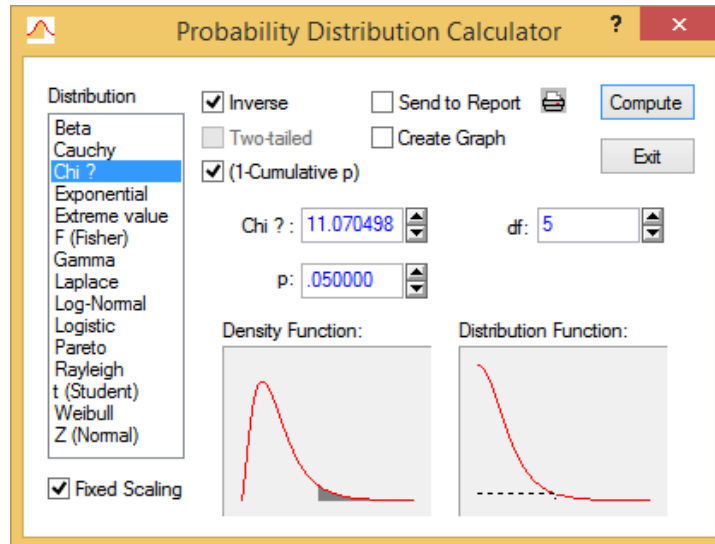 Probability Distribution Calculator ? ×
Distribution
Beta
Cauchy
Chi ?
Exponential
Extreme value
F (Fisher)
Gamma
Laplace
Log-Normal
Logistic
Pareto
Rayleigh
t (Student)
Weibull
Z (Normal)
Fixed Scaling
Inverse
Send to Report
Compute
Two-tailed
Create Graph
Exit
(1-Cumulative p)
Chi ? : 11.070498
df: 5
p: .050000
Density Function:
Distribution Function: